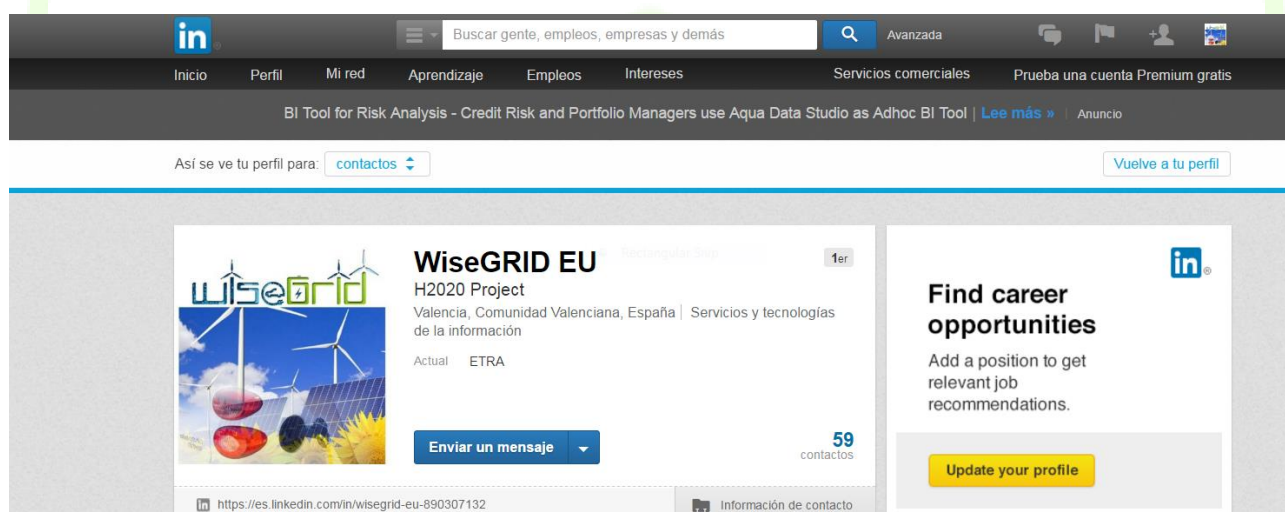 in
Buscar gente, empleos, empresas y demás
Avanzada
Inicio Perfil Mi red Aprendizaje Empleos Intereses Servicios comerciales Prueba una cuenta Premium gratis
BI Tool for Risk Analysis - Credit Risk and Portfolio Managers use Aqua Data Studio as Adhoc BI Tool | Lee más » | Anuncio
Así se ve tu perfil para: contactos
Vuelve a tu perfil
wiseGrid
WiseGRID EU
1er
H2020 Project
Valencia, Comunidad Valenciana, España | Servicios y tecnologías
de la información
Actual ETRA
Enviar un mensaje
59
contactos
https://es.linkedin.com/in/wisegrid-eu-890307132
Información de contacto
in
Find career
opportunities
Add a position to get
relevant job
recommendations.
Update your profile